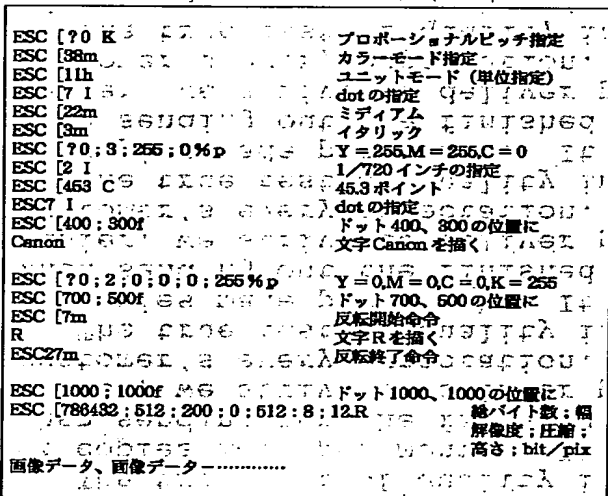 ESC [?0 K プロポーショナルピッチ指定
ESC [38m カラーモード指定
ESC [11h ユニットモード（単位指定）
ESC [7 I dotの指定
ESC [22m ミディアム
ESC [3m イタリック
ESC [?0；3；255；0%p Y＝255,M＝255,C＝0
ESC [2 I 1／720 インチの指定
ESC [453 C 45.3ポイント
ESC7 I dotの指定
ESC [400；300f ドット400、300の位置に
Canon 文字Canonを描く
ESC [?0；2；0；0；0；255%p Y＝0,M＝0,C＝0,K＝255
ESC [700；500f ドット700、500の位置に
ESC [7m 反転開始命令
R 文字Rを描く
ESC27m 反転終了命令
ESC [1000；1000f ドット1000、1000の位置に
ESC [786432；512；200；0；512；8；12.R 総バイト数；幅
解像度；圧縮；
高さ；bit／pix
画像データ、画像データー…………